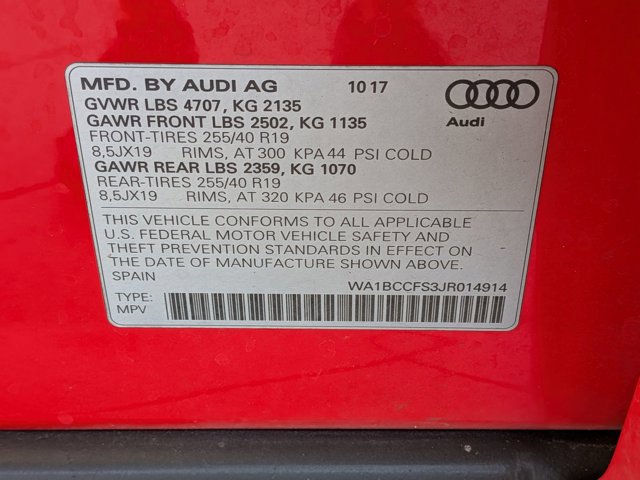 MFD. BY AUDI AG 10 17
GVWR LBS 4707, KG 2135
GAWR FRONT LBS 2502, KG 1135
Audi
FRONT-TIRES 255/40 R19
8,5JX19 RIMS, AT 300 KPA 44 PSI COLD
GAWR REAR LBS 2359, KG 1070
REAR-TIRES 255/40 R19
8,5JX19 RIMS, AT 320 KPA 46 PSI COLD
THIS VEHICLE CONFORMS TO ALL APPLICABLE
U.S. FEDERAL MOTOR VEHICLE SAFETY AND
THEFT PREVENTION STANDARDS IN EFFECT ON
THE DATE OF MANUFACTURE SHOWN ABOVE.
SPAIN WA1BCCFS3JR014914
TYPE:
MPV